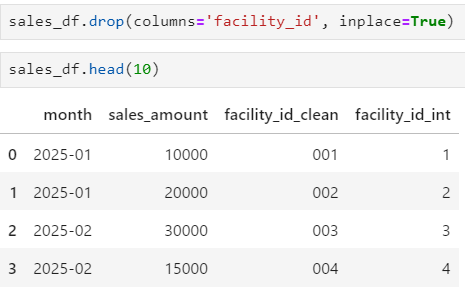 sales_df.drop(columns='facility_id', inplace=True)
sales_df.head(10)
month sales_amount facility_id_clean facility_id_int
0 2025-01 10000 001 1
1 2025-01 20000 002 2
2 2025-02 30000 003 3
3 2025-02 15000 004 4